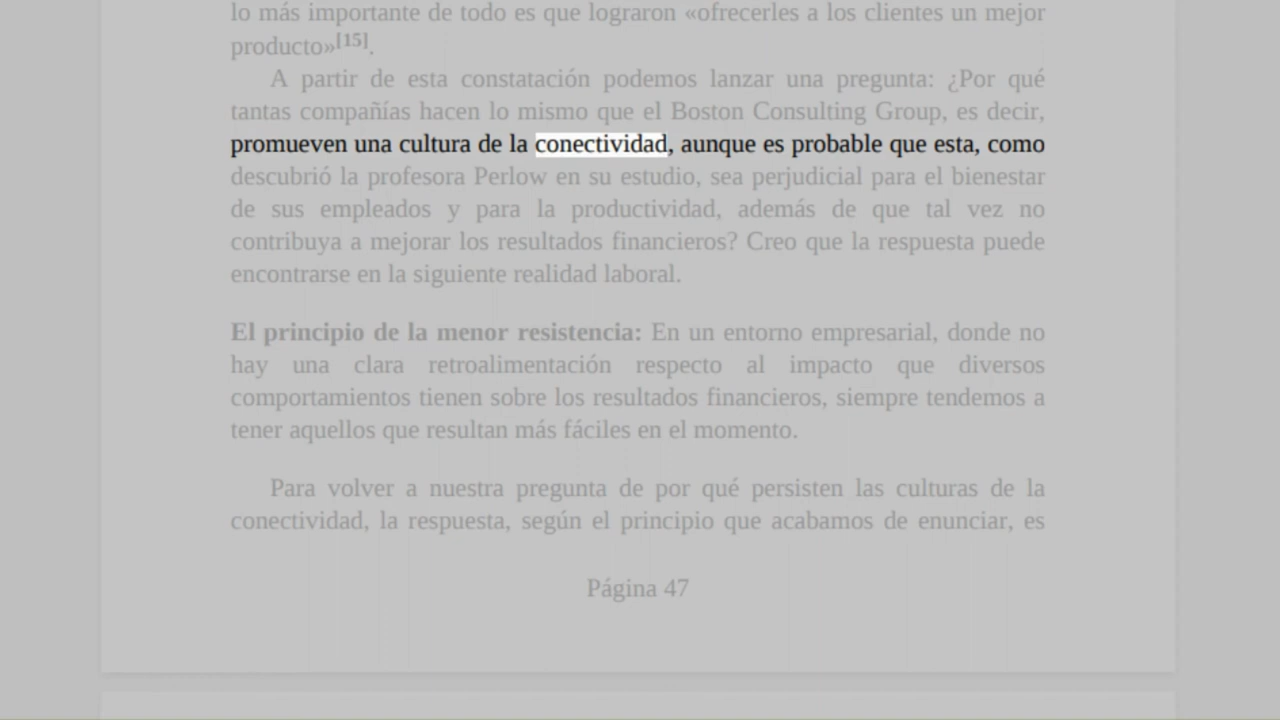 lo más importante de todo es que lograron «ofrecerles a los clientes un mejor
producto»[15].
A partir de esta constatación podemos lanzar una pregunta: ¿Por qué
tantas compañías hacen lo mismo que el Boston Consulting Group, es decir,
promueven una cultura de la conectividad, aunque es probable que esta, como
descubrió la profesora Perlow en su estudio, sea perjudicial para el bienestar
de sus empleados y para la productividad, además de que tal vez no
contribuya a mejorar los resultados financieros? Creo que la respuesta puede
encontrarse en la siguiente realidad laboral.
El principio de la menor resistencia: En un entorno empresarial, donde no
hay una clara retroalimentación respecto al impacto que diversos
comportamientos tienen sobre los resultados financieros, siempre tendemos a
tener aquellos que resultan más fáciles en el momento.
Para volver a nuestra pregunta de por qué persisten las culturas de la
conectividad, la respuesta, según el principio que acabamos de enunciar, es
Página 47